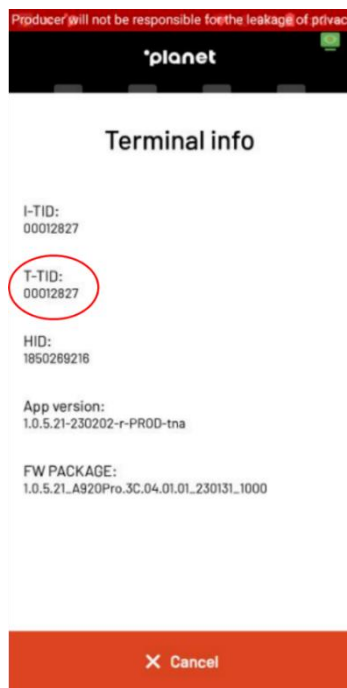 Producer will not be responsible for the leakage of privac
planet
Terminal info
I-TID:
00012827
T-TID:
00012827
HID:
1850269216
App version:
1.0.5.21-230202-r-PROD-tna
FW PACKAGE:
1.0.5.21_A920Pro.3C.04.01.01_230131_1000
X Cancel